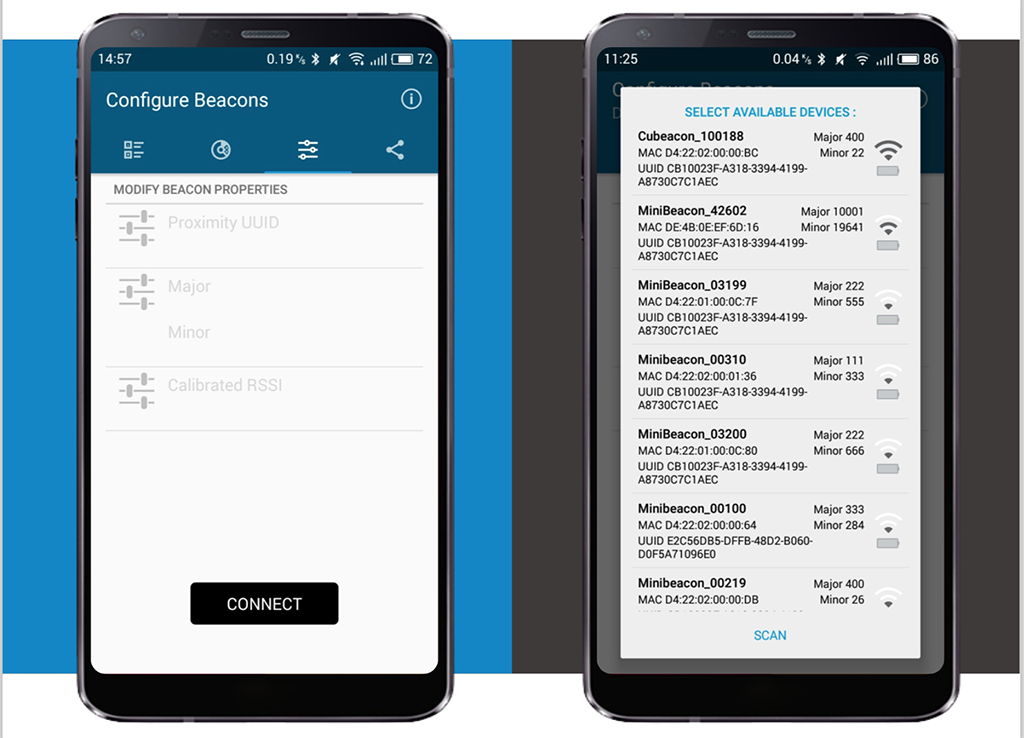 14:57
0.19 K/s
72
Configure Beacons
MODIFY BEACON PROPERTIES
Proximity UUID
Major
Minor
Calibrated RSSI
CONNECT
11:25
0.04 K/s
86
SELECT AVAILABLE DEVICES :
Cubeacon_100188 Major 400
MAC D4:22:02:00:00:BC Minor 22
UUID CB10023F-A318-3394-4199-
A8730C7C1AEC
MiniBeacon_42602 Major 10001
MAC DE:4B:0E:EF:6D:16 Minor 19641
UUID CB10023F-A318-3394-4199-
A8730C7C1AEC
MiniBeacon_03199 Major 222
MAC D4:22:01:00:0C:7F Minor 555
UUID CB10023F-A318-3394-4199-
A8730C7C1AEC
Minibeacon_00310 Major 111
MAC D4:22:02:00:01:36 Minor 333
UUID CB10023F-A318-3394-4199-
A8730C7C1AEC
MiniBeacon_03200 Major 222
MAC D4:22:01:00:0C:80 Minor 666
UUID CB10023F-A318-3394-4199-
A8730C7C1AEC
Minibeacon_00100 Major 333
MAC D4:22:02:00:00:64 Minor 284
UUID E2C56DB5-DFFB-48D2-B060-
D0F5A71096E0
Minibeacon_00219 Major 400
MAC D4:22:02:00:00:DB Minor 26
SCAN